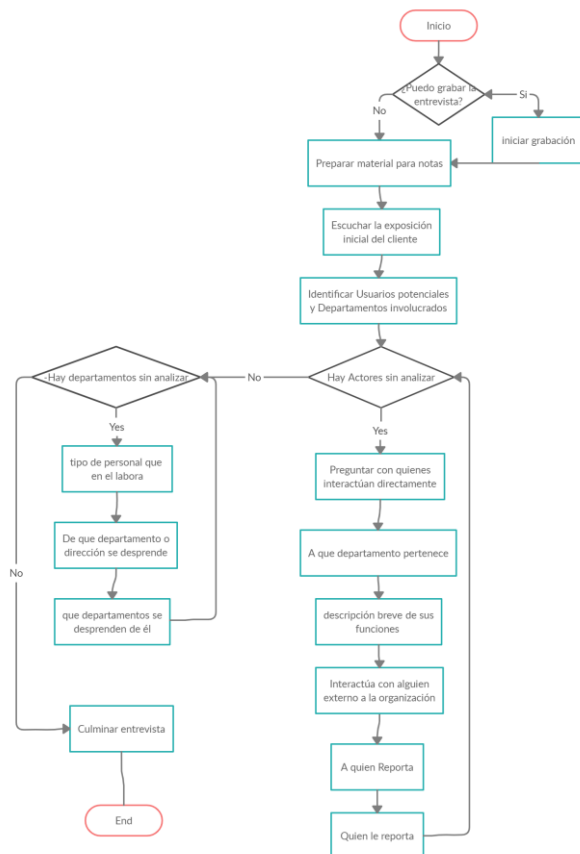 Inicio
¿Puedo grabar la
entrevista?
No
Si
iniciar grabación
Preparar material para notas
Escuchar la exposición
inicial del cliente
Identificar Usuarios potenciales
y Departamentos involucrados
-Hay departamentos sin analizar
No
Hay Actores sin analizar
Yes
Yes
tipo de personal que
en el labora
Preguntar con quienes
interactúan directamente
De que departamento o
dirección se desprende
A que departamento pertenece
No
que departamentos se
desprenden de él
descripción breve de sus
funciones
Interactúa con alguien
externo a la organización
Culminar entrevista
A quien Reporta
End
Quien le reporta